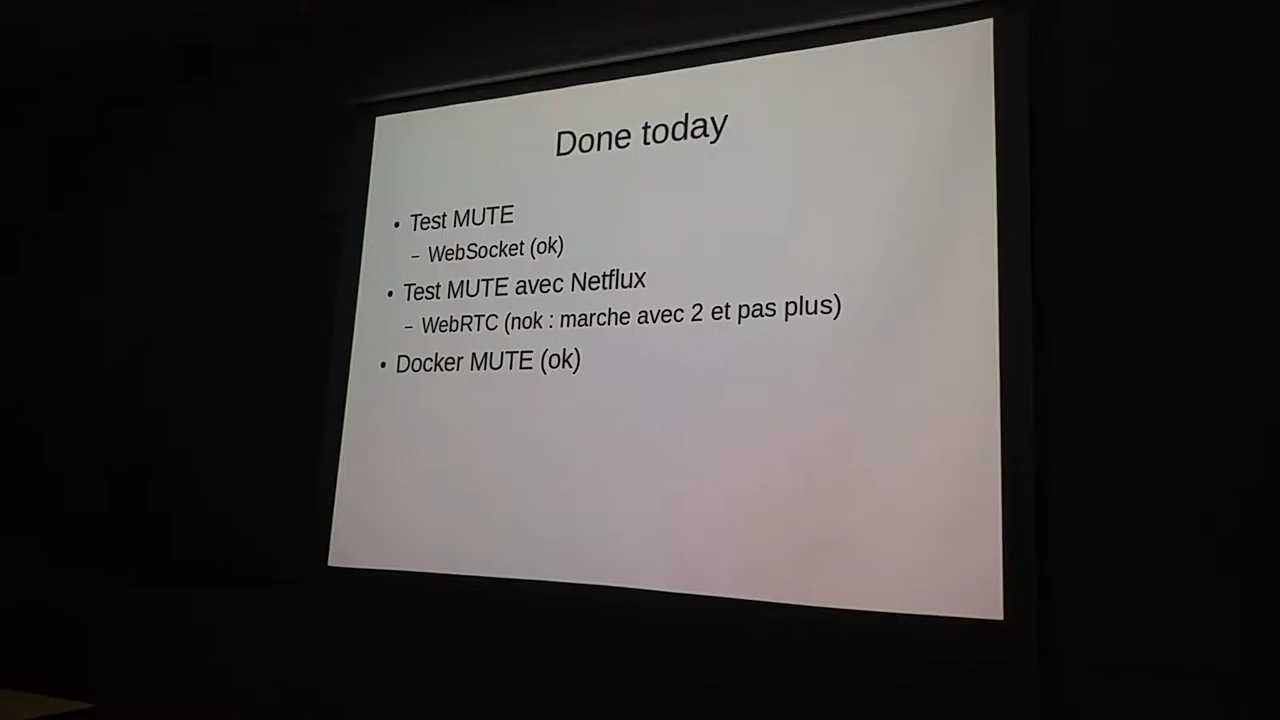 Done today
• Test MUTE
– WebSocket (ok)
• Test MUTE avec Netflux
– WebRTC (nok : marche avec 2 et pas plus)
• Docker MUTE (ok)